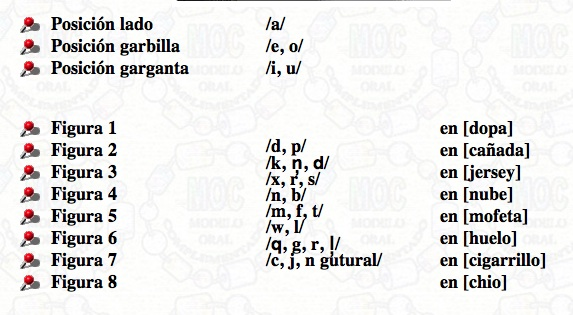 Posición lado /a/
Posición garbilla /e, o/
Posición garganta /i, u/
Figura 1 en [dopa]
Figura 2 /d, p/ en [cañada]
/k, ņ, d/
Figura 3 /x, ŗ, s/ en [jersey]
Figura 4 /n, b/ en [nube]
Figura 5 /m, f, t/ en [mofeta]
/w, l/
Figura 6 /q, g, r, ļ/ en [huelo]
Figura 7 /c, j, n gutural/ en [cigarrillo]
Figura 8 en [chio]